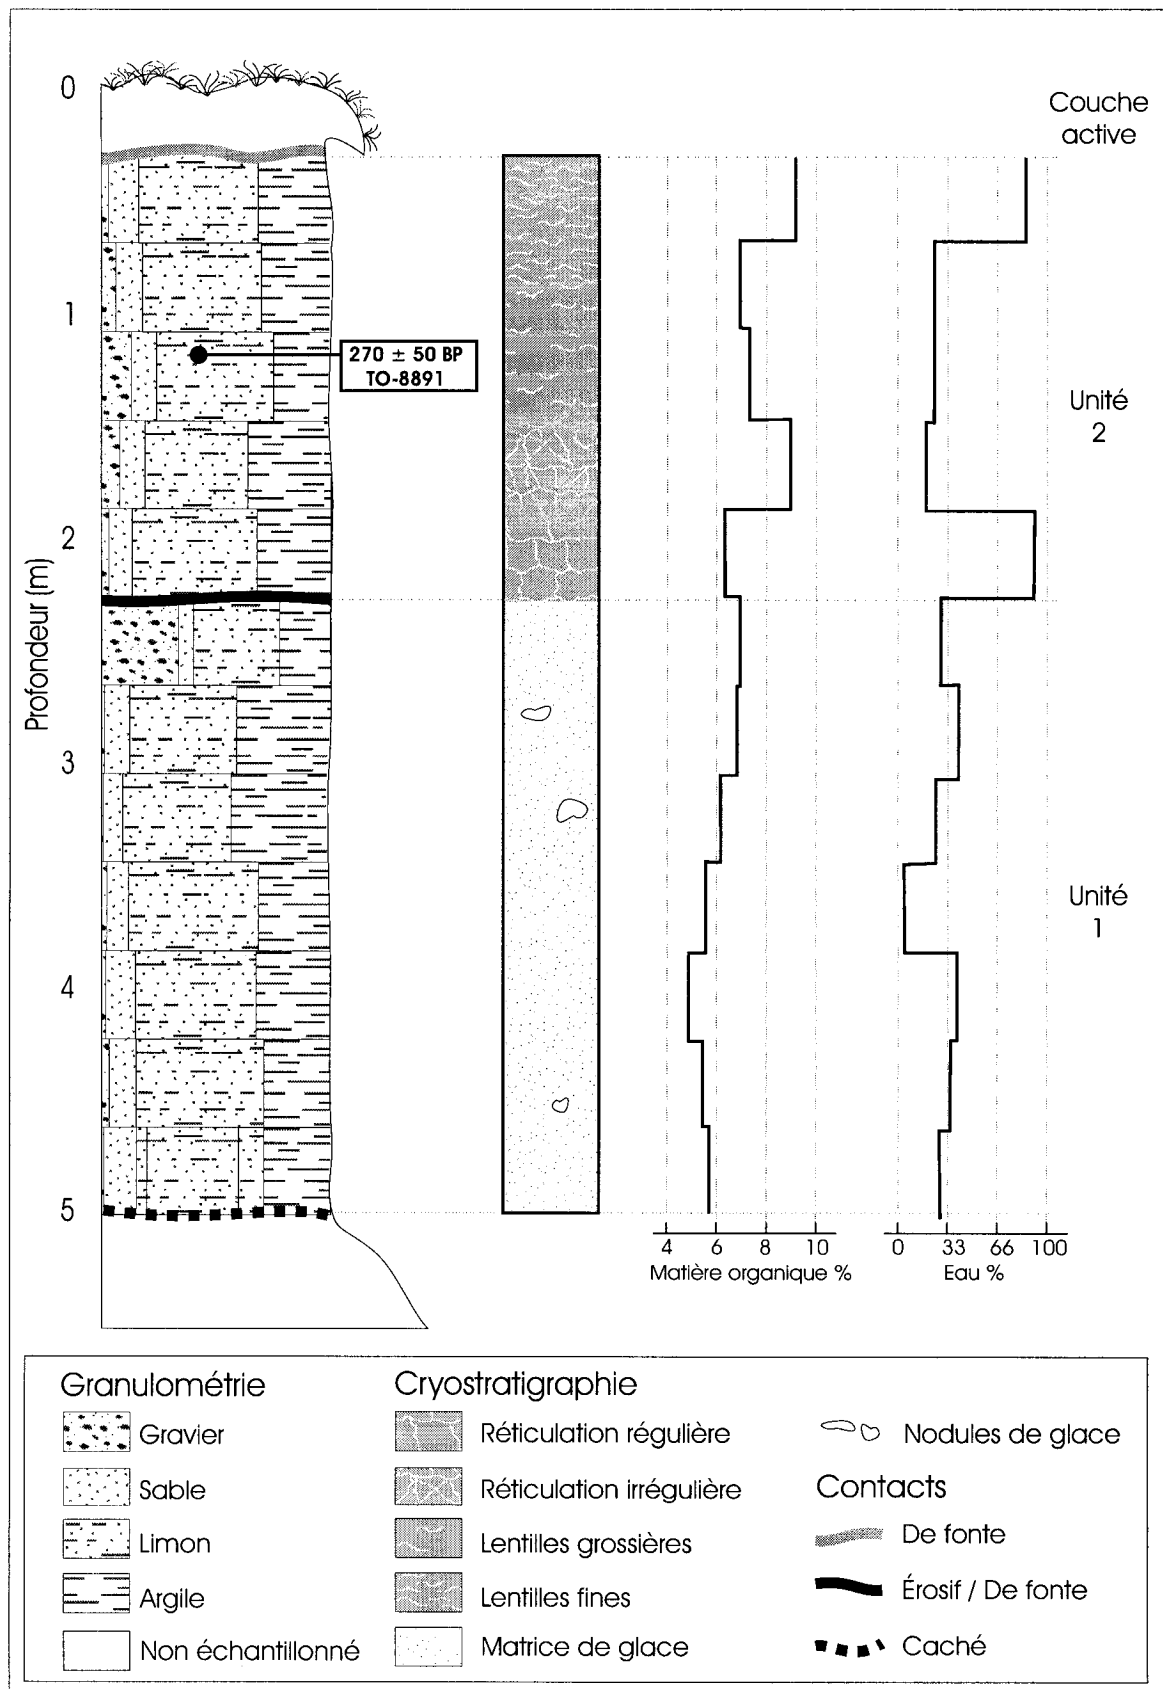 0
Couche
active
1
270 ± 50 BP
TO-8891
Unité
2
2
Profondeur (m)
3
Unité
1
4
5
4 6 8 10
Matière organique %
0 33 66 100
Eau %
Granulométrie
Gravier
Sable
Limon
Argile
Non échantillonné
Cryostratigraphie
Réticulation régulière
Réticulation irrégulière
Lentilles grossières
Lentilles fines
Matrice de glace
Nodules de glace
Contacts
De fonte
Érosif / De fonte
Caché